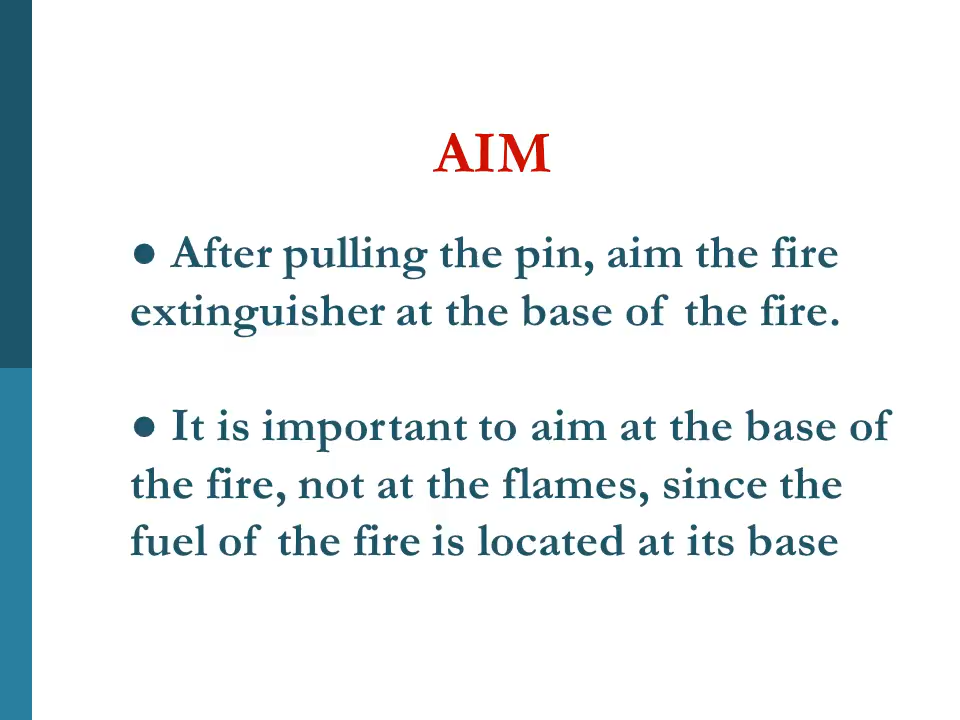 AIM
● After pulling the pin, aim the fire
extinguisher at the base of the fire.
● It is important to aim at the base of
the fire, not at the flames, since the
fuel of the fire is located at its base